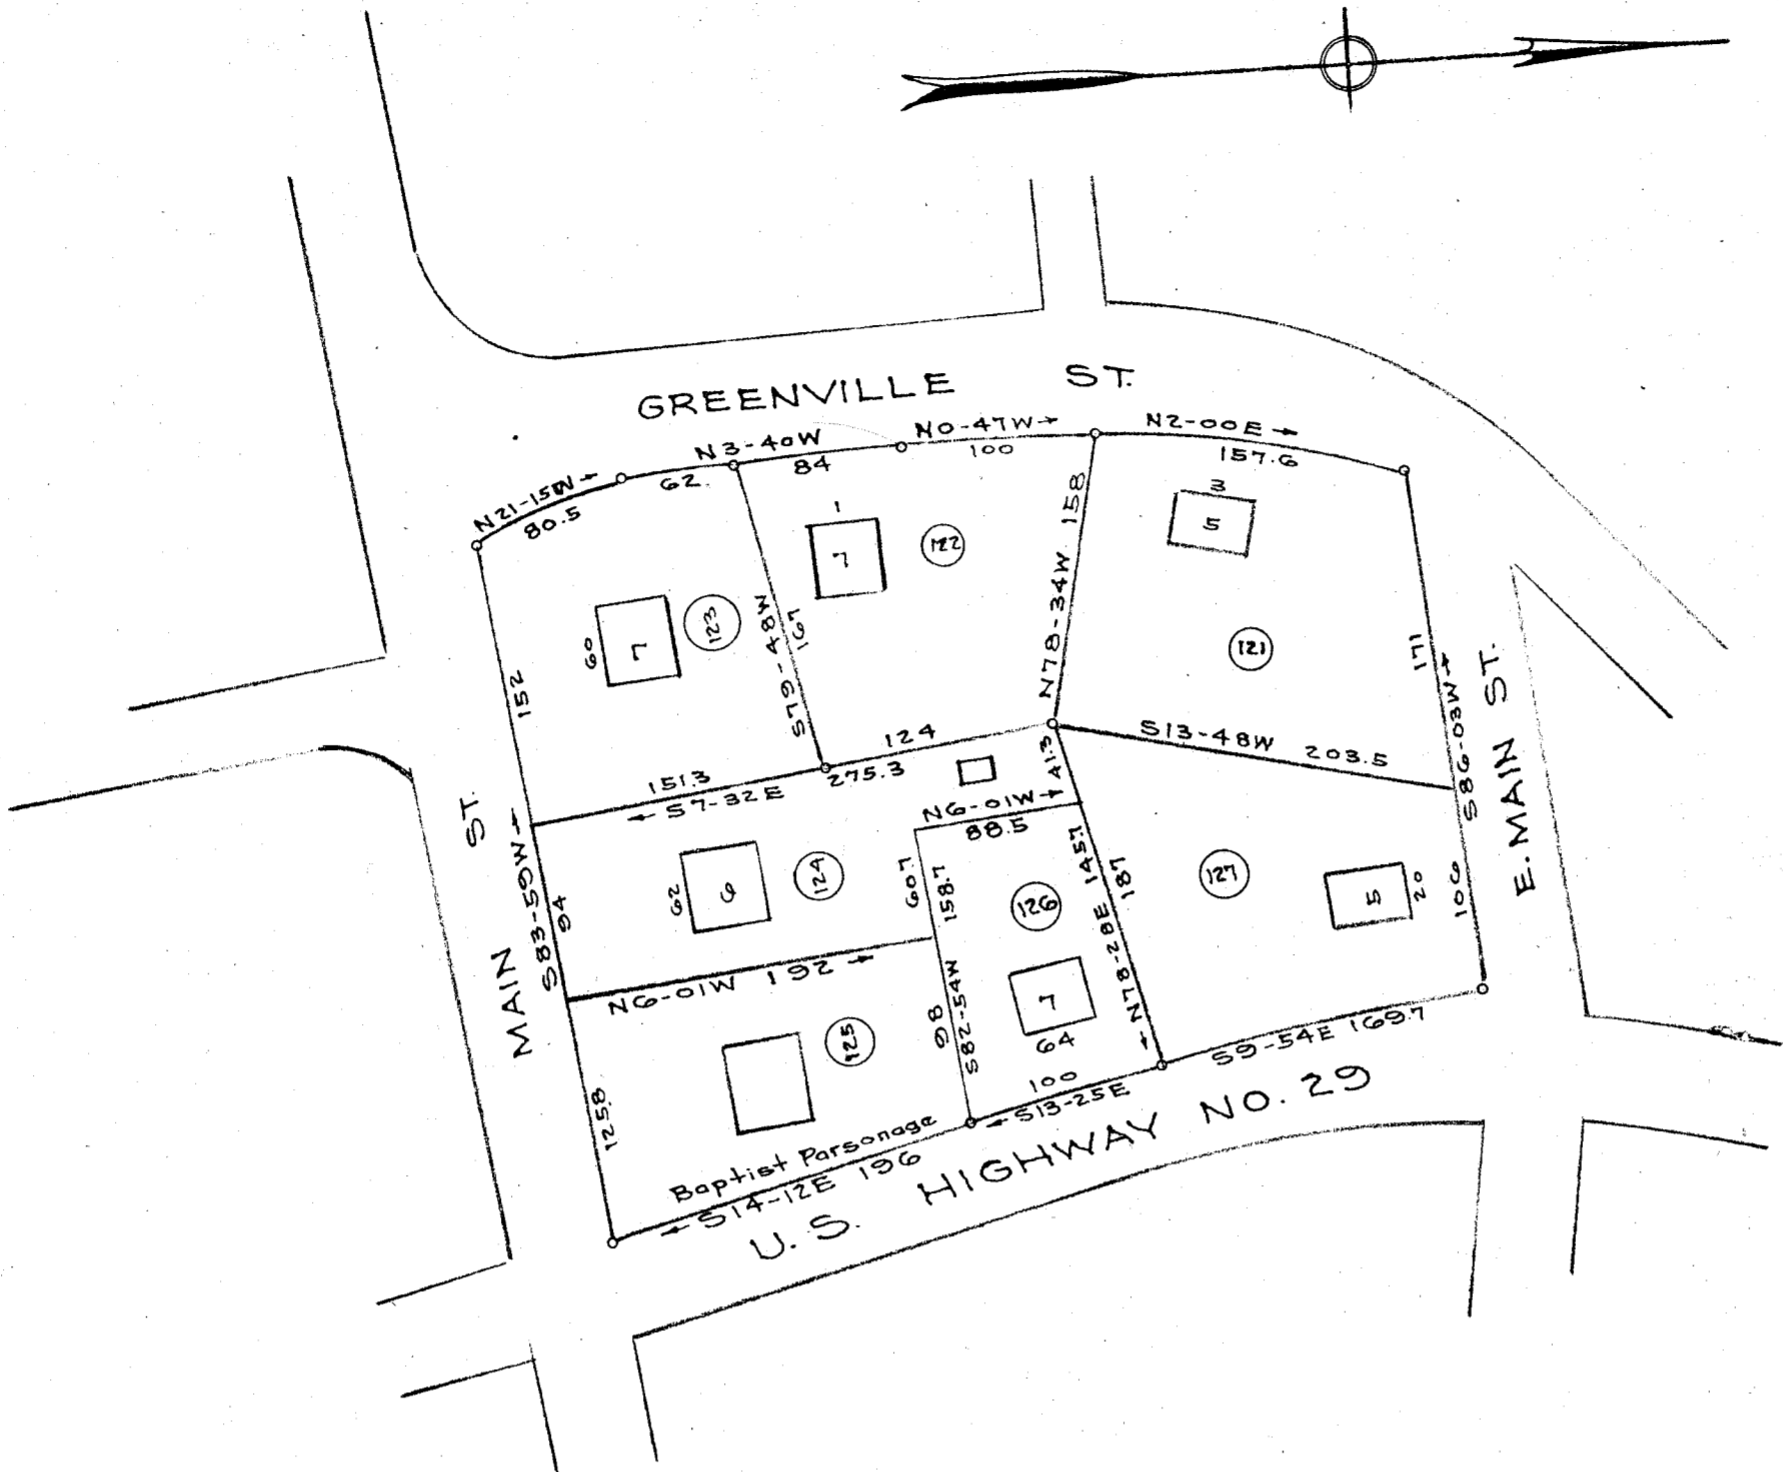 GREENVILLE ST.
N21-15W
80.5
N3-40W
62
84
N0-47W
100
N2-00E
157.6
1
7
122
3
5
158
N78-34W
121
171
S86-03W
E. MAIN ST.
60
7
123
S79-48W
167
152
124
S13-48W 203.5
151.3
275.3
S7-32E
41.3
N6-01W
88.5
MAIN ST.
S83-59W
94
62
6
124
60.7
158.7
126
145.7
187
127
5
20
106
N6-01W 192
S82-54W
98
7
64
N78-28E
125
100
S13-25E
S9-54E 169.7
125.8
Baptist Parsonage
S14-12E 196
U.S. HIGHWAY NO. 29